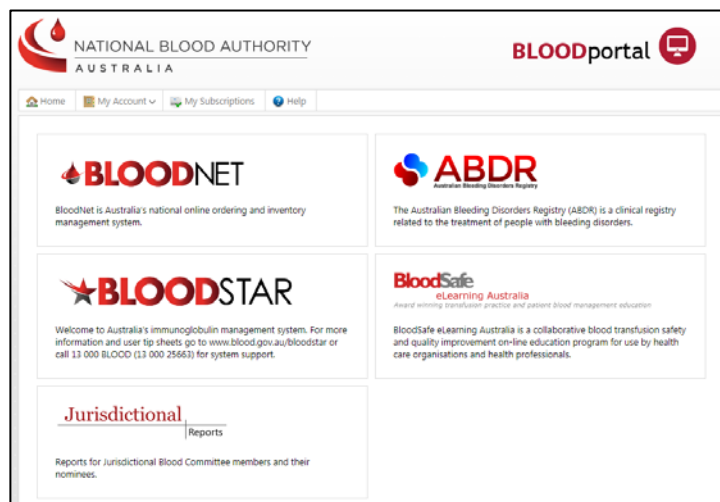 NATIONAL BLOOD AUTHORITY
AUSTRALIA
BLOODportal
Home
My Account
My Subscriptions
Help
BLOODNET
BloodNet is Australia's national online ordering and inventory
management system.
ABDR
Australian Bleeding Disorders Registry
The Australian Bleeding Disorders Registry (ABDR) is a clinical registry
related to the treatment of people with bleeding disorders.
BLOODSTAR
Welcome to Australia's immunoglobulin management system. For more
information and user tip sheets go to www.blood.gov.au/bloodstar or
call 13 000 BLOOD (13 000 25663) for system support.
BloodSafe
eLearning Australia
Award winning transfusion practice and patient blood management education
BloodSafe eLearning Australia is a collaborative blood transfusion safety
and quality improvement on-line education program for use by health
care organisations and health professionals.
Jurisdictional
Reports
Reports for Jurisdictional Blood Committee members and their
nominees.